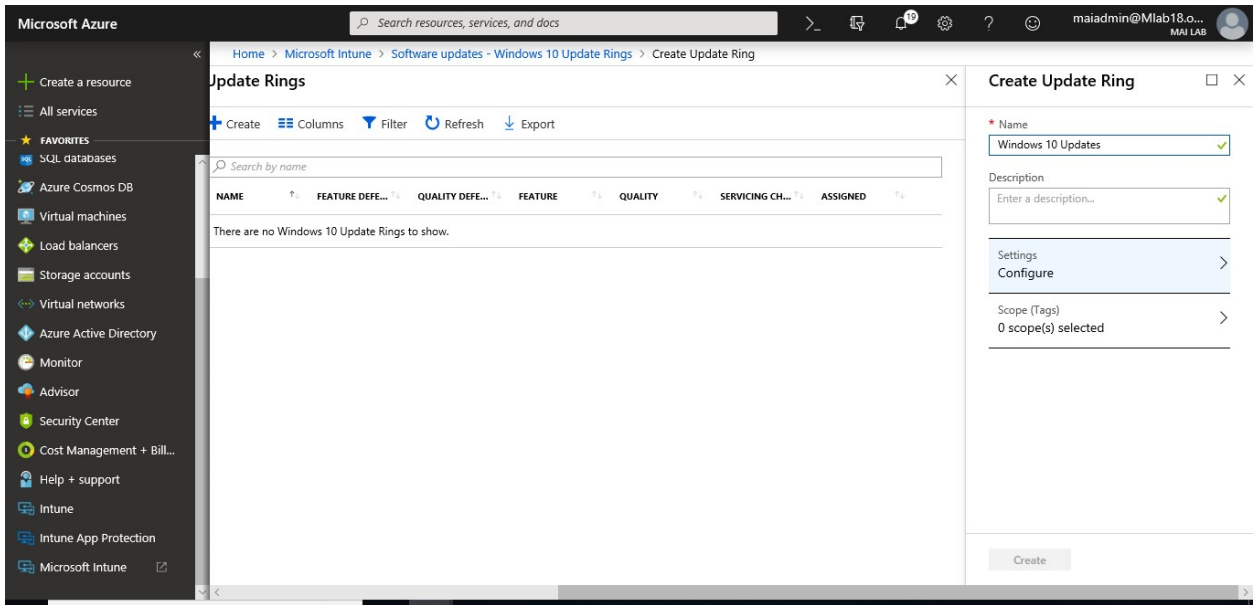 Microsoft Azure
Search resources, services, and docs
19
maiadmin@Mlab18.o...
MAI LAB
Home > Microsoft Intune > Software updates - Windows 10 Update Rings > Create Update Ring
Create a resource
All services
FAVORITES
SQL databases
Azure Cosmos DB
Virtual machines
Load balancers
Storage accounts
Virtual networks
Azure Active Directory
Monitor
Advisor
Security Center
Cost Management + Bill...
Help + support
Intune
Intune App Protection
Microsoft Intune
Update Rings
Create Columns Filter Refresh Export
Search by name
NAME FEATURE DEFE... QUALITY DEFE... FEATURE QUALITY SERVICING CH... ASSIGNED
There are no Windows 10 Update Rings to show.
Create Update Ring
* Name
Windows 10 Updates
Description
Enter a description...
Settings
Configure
Scope (Tags)
0 scope(s) selected
Create